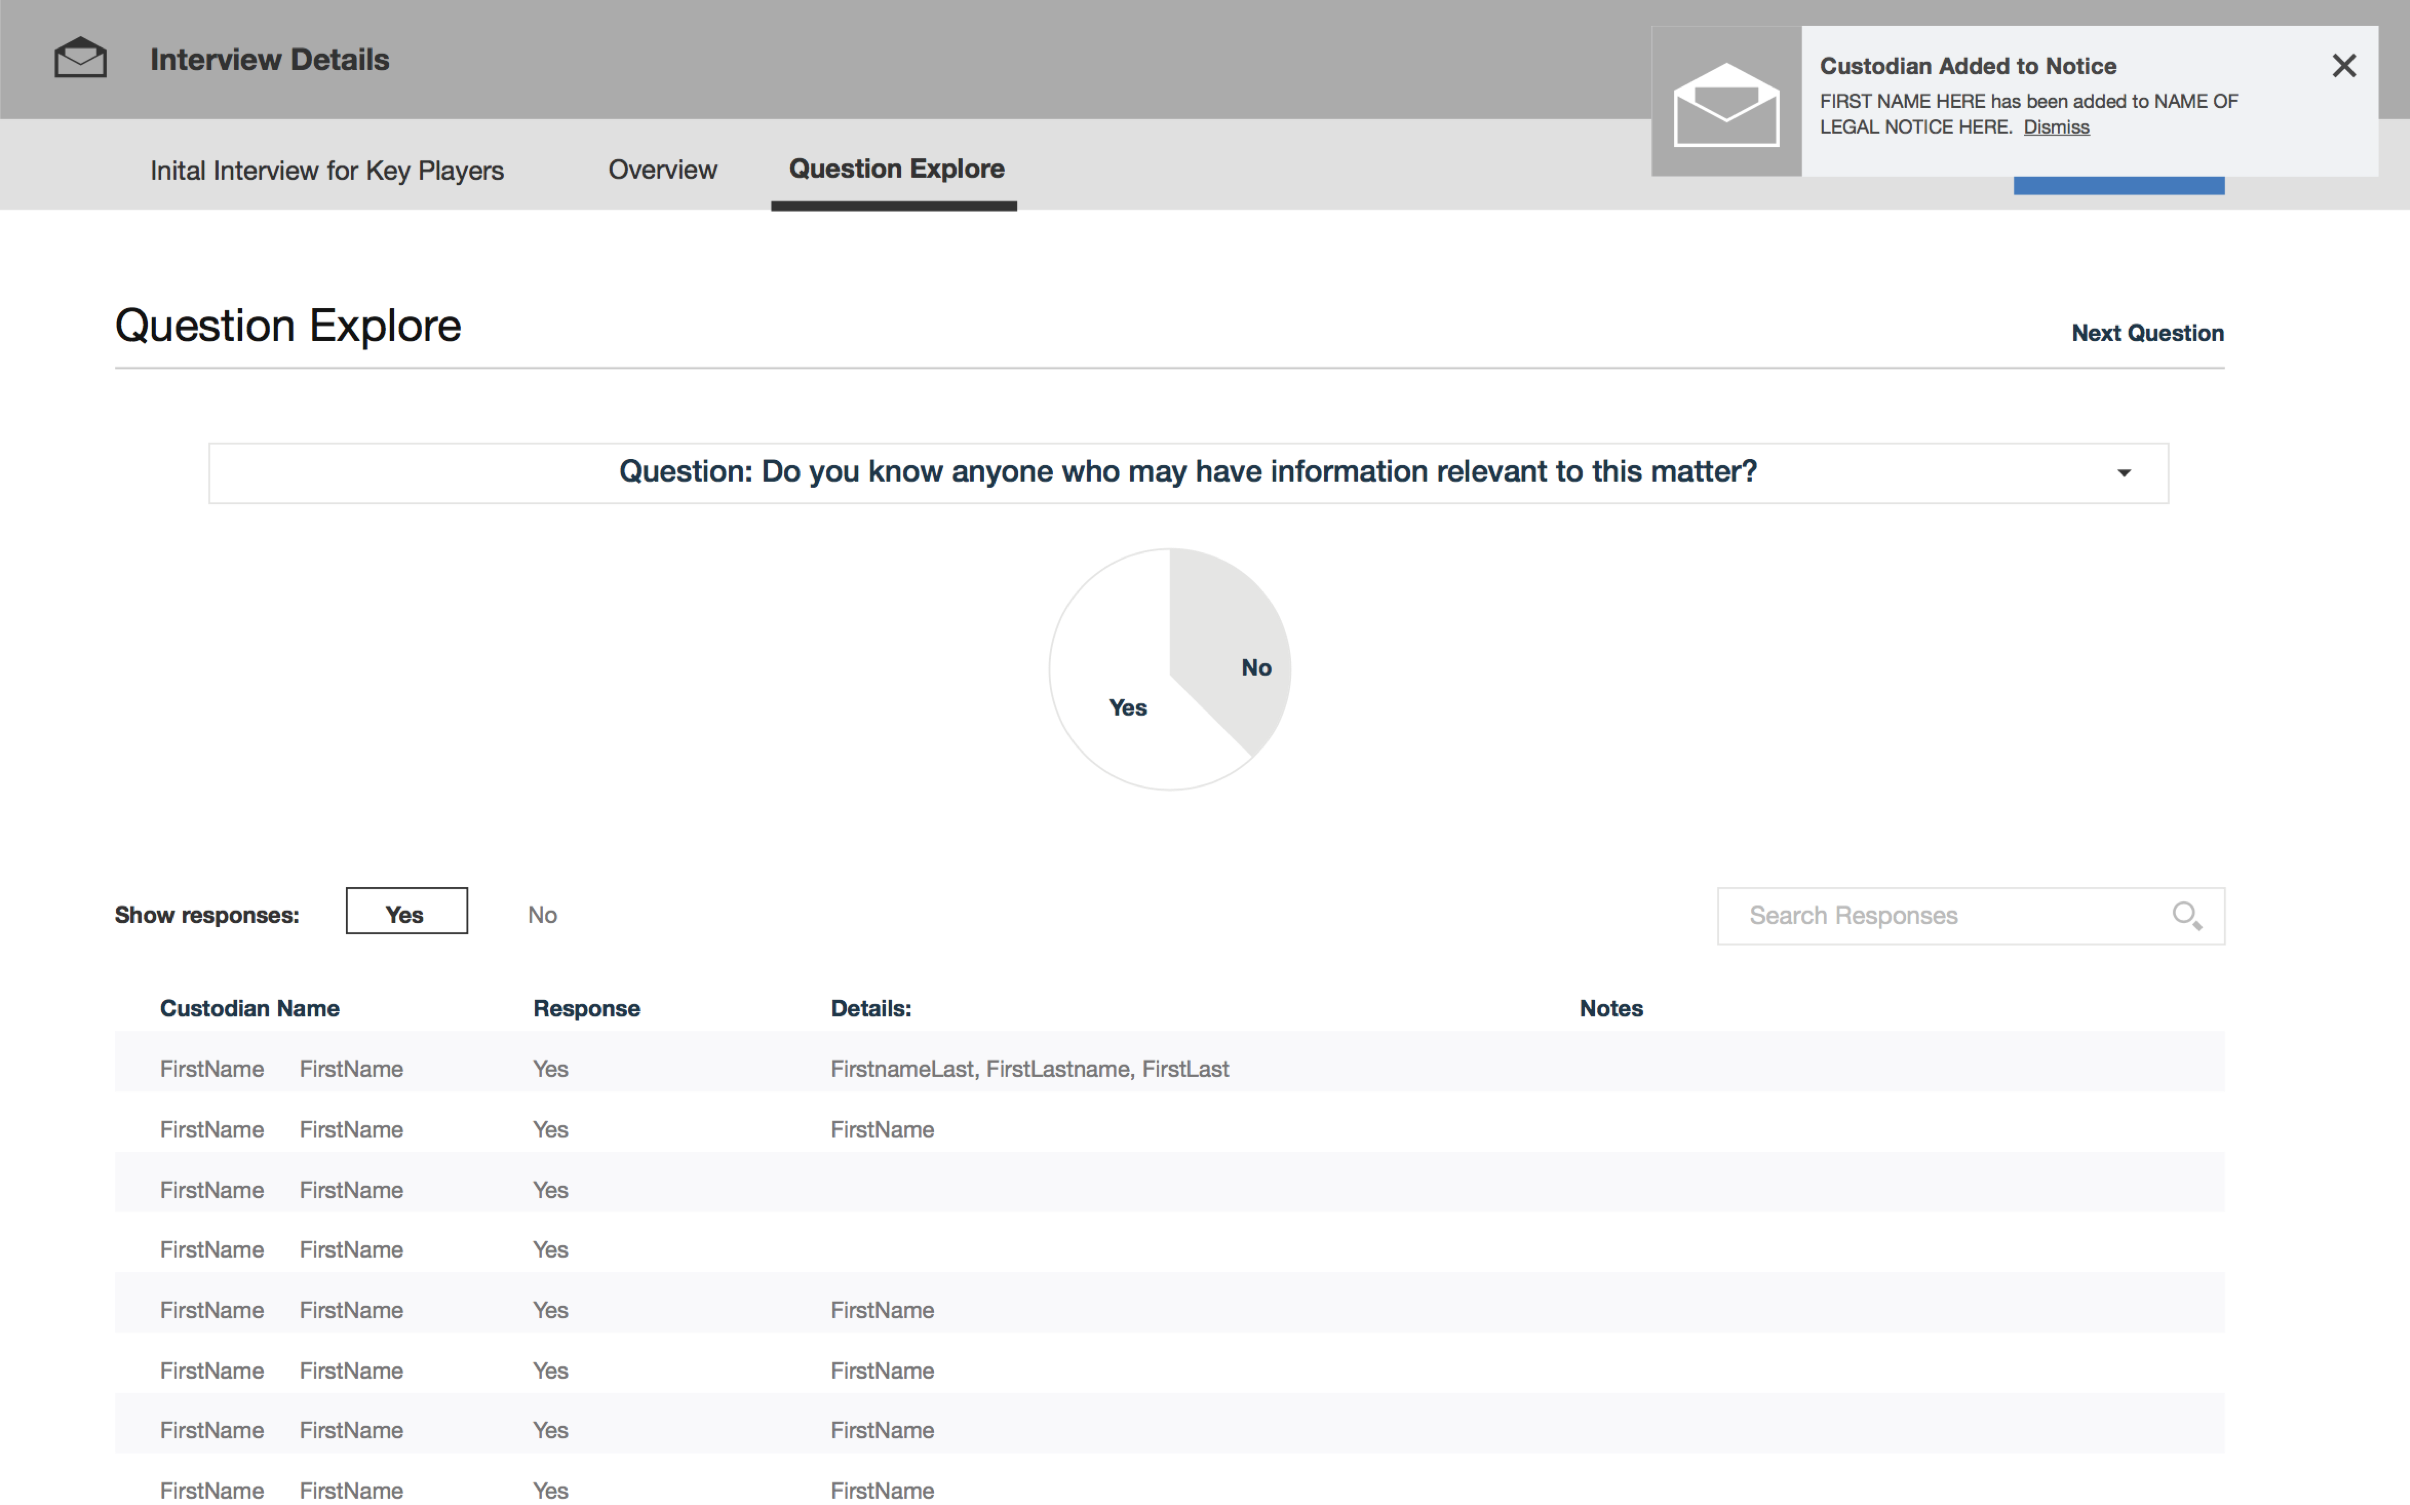 Interview Details
Custodian Added to Notice
FIRST NAME HERE has been added to NAME OF
LEGAL NOTICE HERE. Dismiss
Inital Interview for Key Players Overview Question Explore
Question Explore
Next Question
Question: Do you know anyone who may have information relevant to this matter?
No
Yes
Show responses: Yes No
Search Responses
Custodian Name Response Details: Notes
FirstName FirstName Yes FirstnameLast, FirstLastname, FirstLast
FirstName FirstName Yes FirstName
FirstName FirstName Yes
FirstName FirstName Yes
FirstName FirstName Yes FirstName
FirstName FirstName Yes FirstName
FirstName FirstName Yes FirstName
FirstName FirstName Yes FirstName